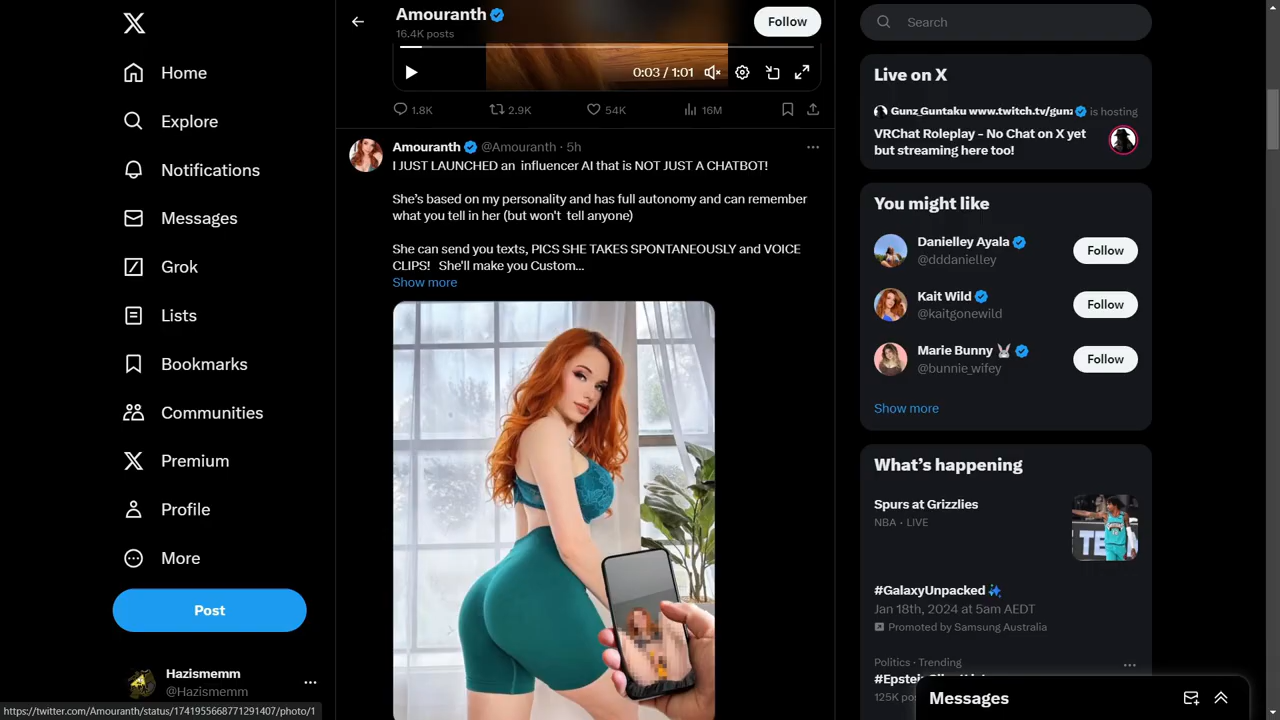 Home
Explore
Notifications
Messages
Grok
Lists
Bookmarks
Communities
Premium
Profile
More
Post
Hazismemm
@Hazismemm
https://twitter.com/Amouranth/status/1741955668771291407/photo/1
Amouranth
16.4K posts
Follow
0:03 / 1:01
1.8K
2.9K
54K
16M
Amouranth @Amouranth · 5h
I JUST LAUNCHED an influencer AI that is NOT JUST A CHATBOT!
She's based on my personality and has full autonomy and can remember
what you tell in her (but won't tell anyone)
She can send you texts, PICS SHE TAKES SPONTANEOUSLY and VOICE
CLIPS! She'll make you Custom...
Show more
Search
Live on X
Gunz_Guntaku www.twitch.tv/gunz is hosting
VRChat Roleplay - No Chat on X yet
but streaming here too!
You might like
Danielley Ayala
@dddanielley
Follow
Kait Wild
@kaitgonewild
Follow
Marie Bunny
@bunnie_wifey
Follow
Show more
What's happening
Spurs at Grizzlies
NBA · LIVE
TE
#GalaxyUnpacked
Jan 18th, 2024 at 5am AEDT
Promoted by Samsung Australia
Politics · Trending
125K
Messages